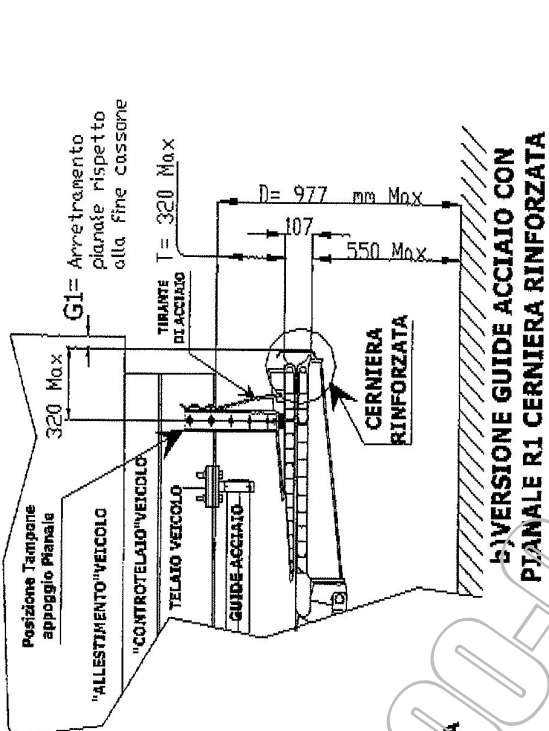 G1= Arretramento
pianale rispetto
alla fine cassone
320 Max
T= 320 Max
D= 977 mm Max
107
550 Max
TIRANTE
DI ACCIAIO
Posizione Tampone
appoggio Pianale
"ALLESTIMENTO"VEICOLO
"CONTROTELAIO"VEICOLO
TELAIO VEICOLO
GUIDE ACCIAIO
CERNIERA
RINFORZATA
b)VERSIONE GUIDE ACCIAIO CON
PIANALE R1 CERNIERA RINFORZATA